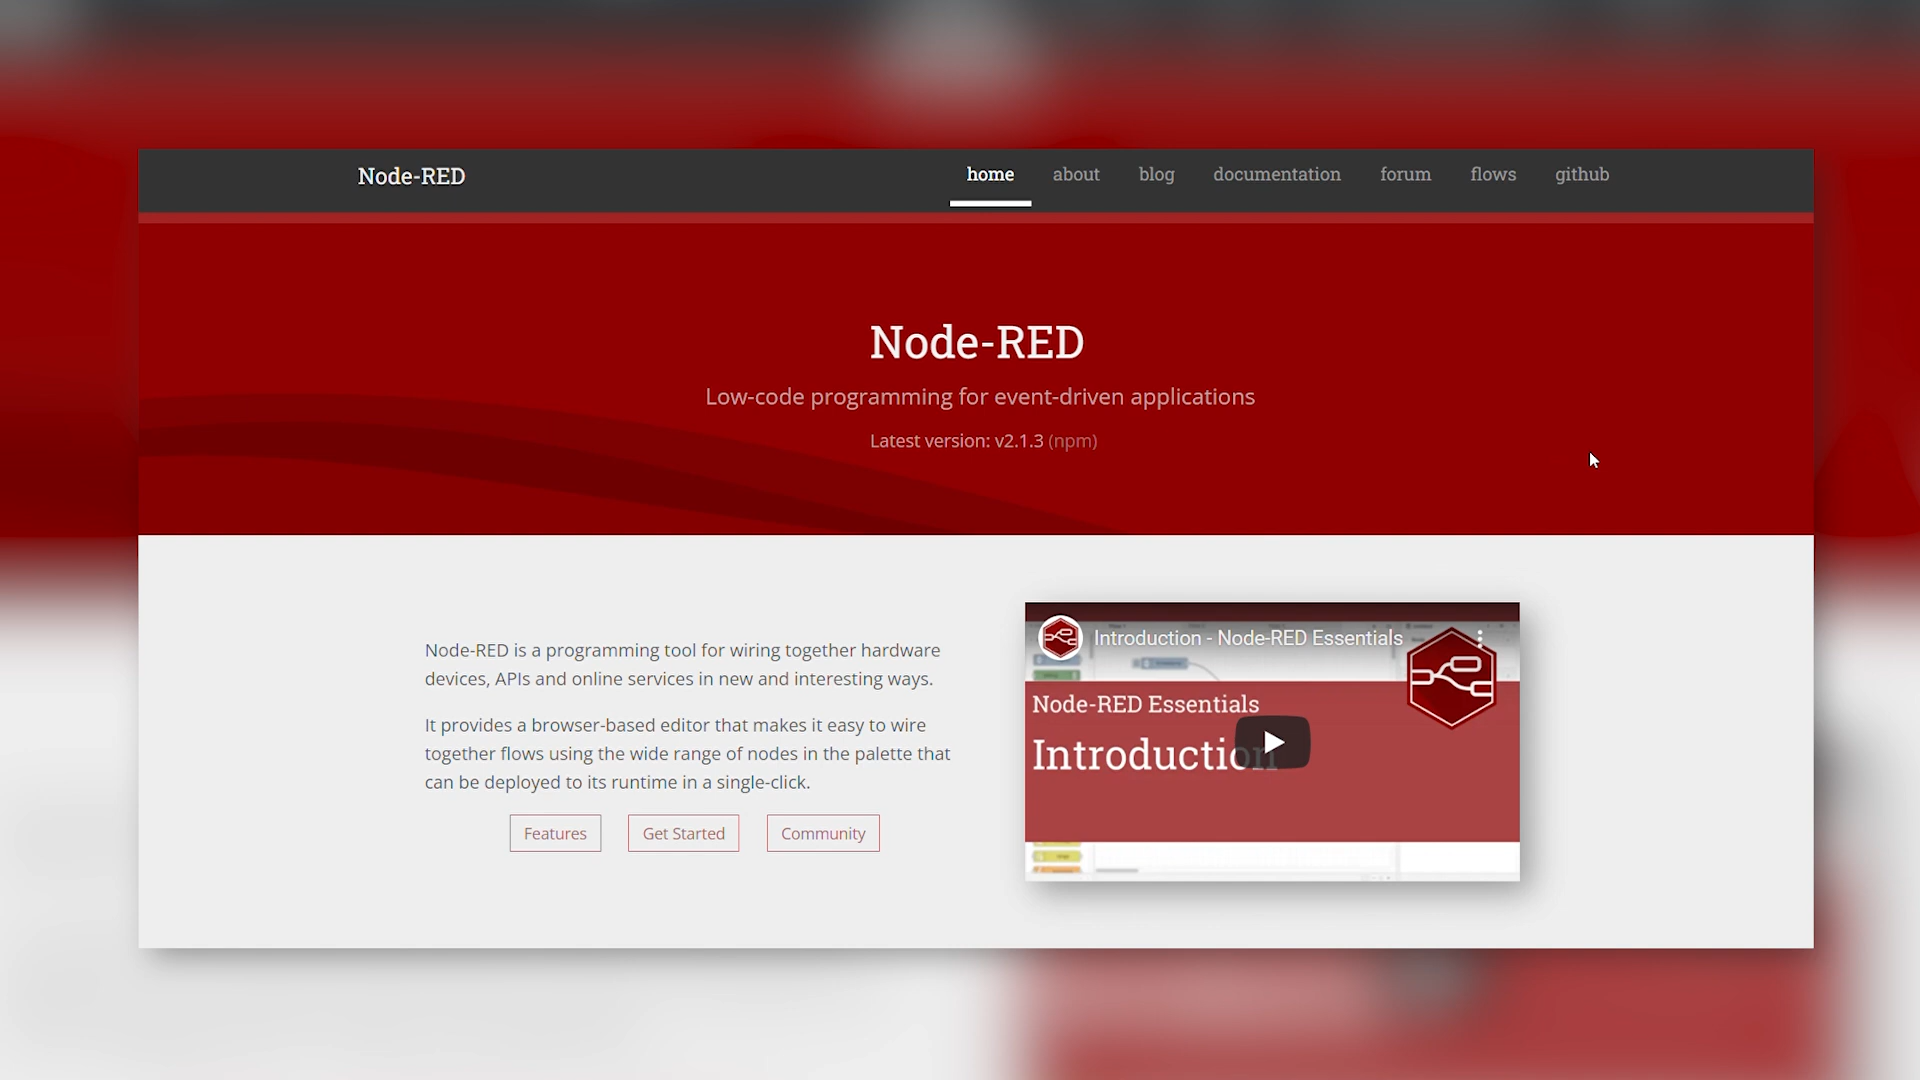 Node-RED
home about blog documentation forum flows github
Node-RED
Low-code programming for event-driven applications
Latest version: v2.1.3 (npm)
Node-RED is a programming tool for wiring together hardware
devices, APIs and online services in new and interesting ways.
It provides a browser-based editor that makes it easy to wire
together flows using the wide range of nodes in the palette that
can be deployed to its runtime in a single-click.
Features Get Started Community
Introduction - Node-RED Essentials
Node-RED Essentials
Introduction